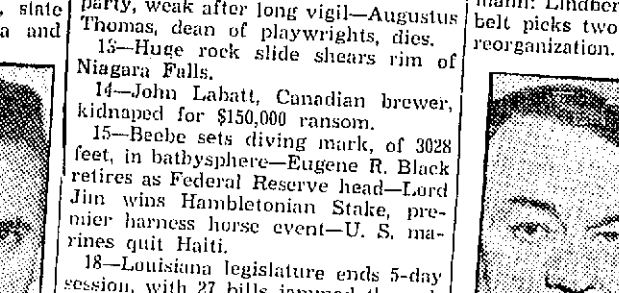 , state
a and
party, weak after long vigil—Augustus
Thomas, dean of playwrights, dies.
13—Huge rock slide shears rim of
Niagara Falls.
14—John Labatt, Canadian brewer,
kidnaped for $150,000 ransom.
15—Beebe sets diving mark, of 3028
feet, in bathysphere—Eugene R. Black
retires as Federal Reserve head—Lord
Jim wins Hambletonian Stake, pre-
mier harness horse event—U. S. ma-
rines quit Haiti.
18—Louisiana legislature ends 5-day
session, with 27 bills jammed
belt picks two
reorganization.